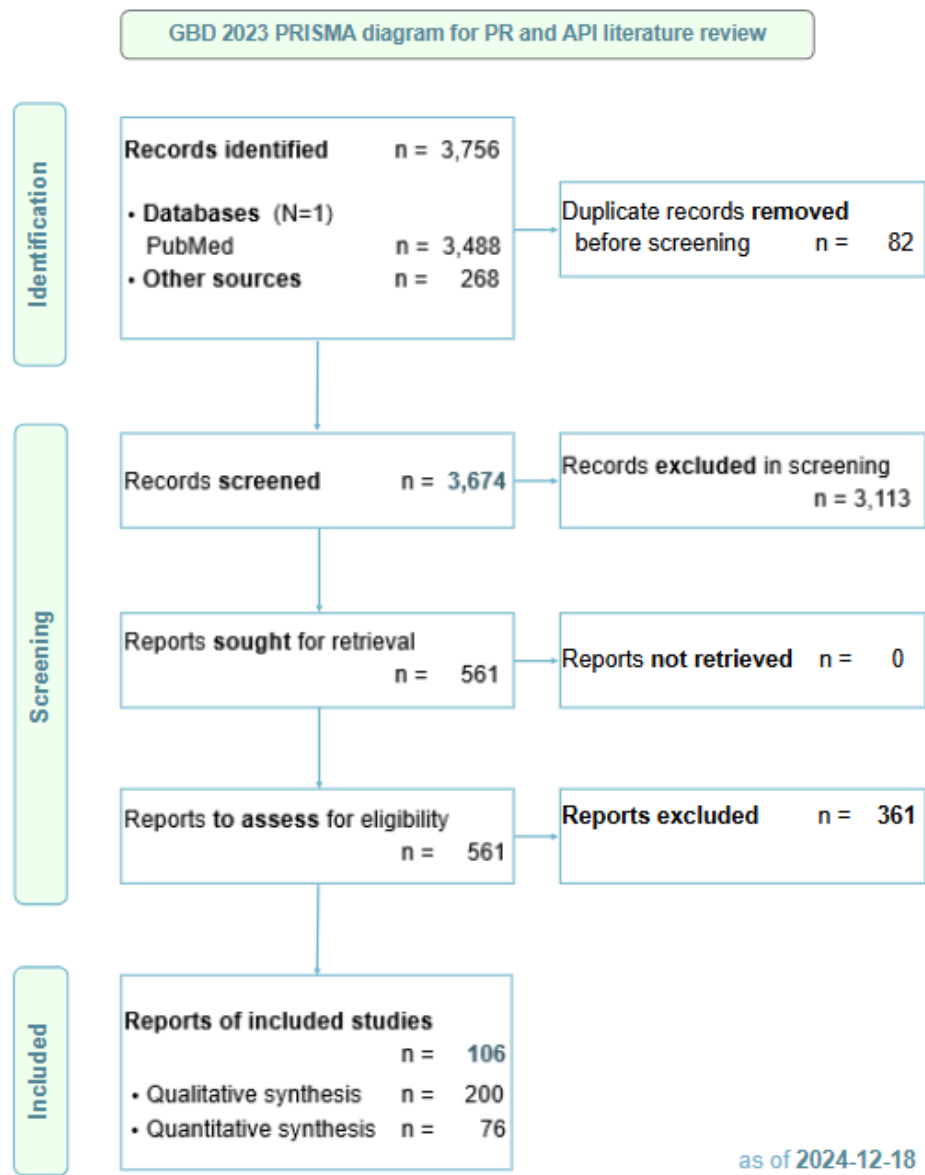 GBD 2023 PRISMA diagram for PR and API literature review
Identification
Records identified n = 3,756
• Databases (N=1)
PubMed n = 3,488
• Other sources n = 268
Duplicate records removed
before screening n = 82
Screening
Records screened n = 3,674
Records excluded in screening
n = 3,113
Reports sought for retrieval
n = 561
Reports not retrieved n = 0
Reports to assess for eligibility
n = 561
Reports excluded n = 361
Included
Reports of included studies
n = 106
• Qualitative synthesis n = 200
• Quantitative synthesis n = 76
as of 2024-12-18